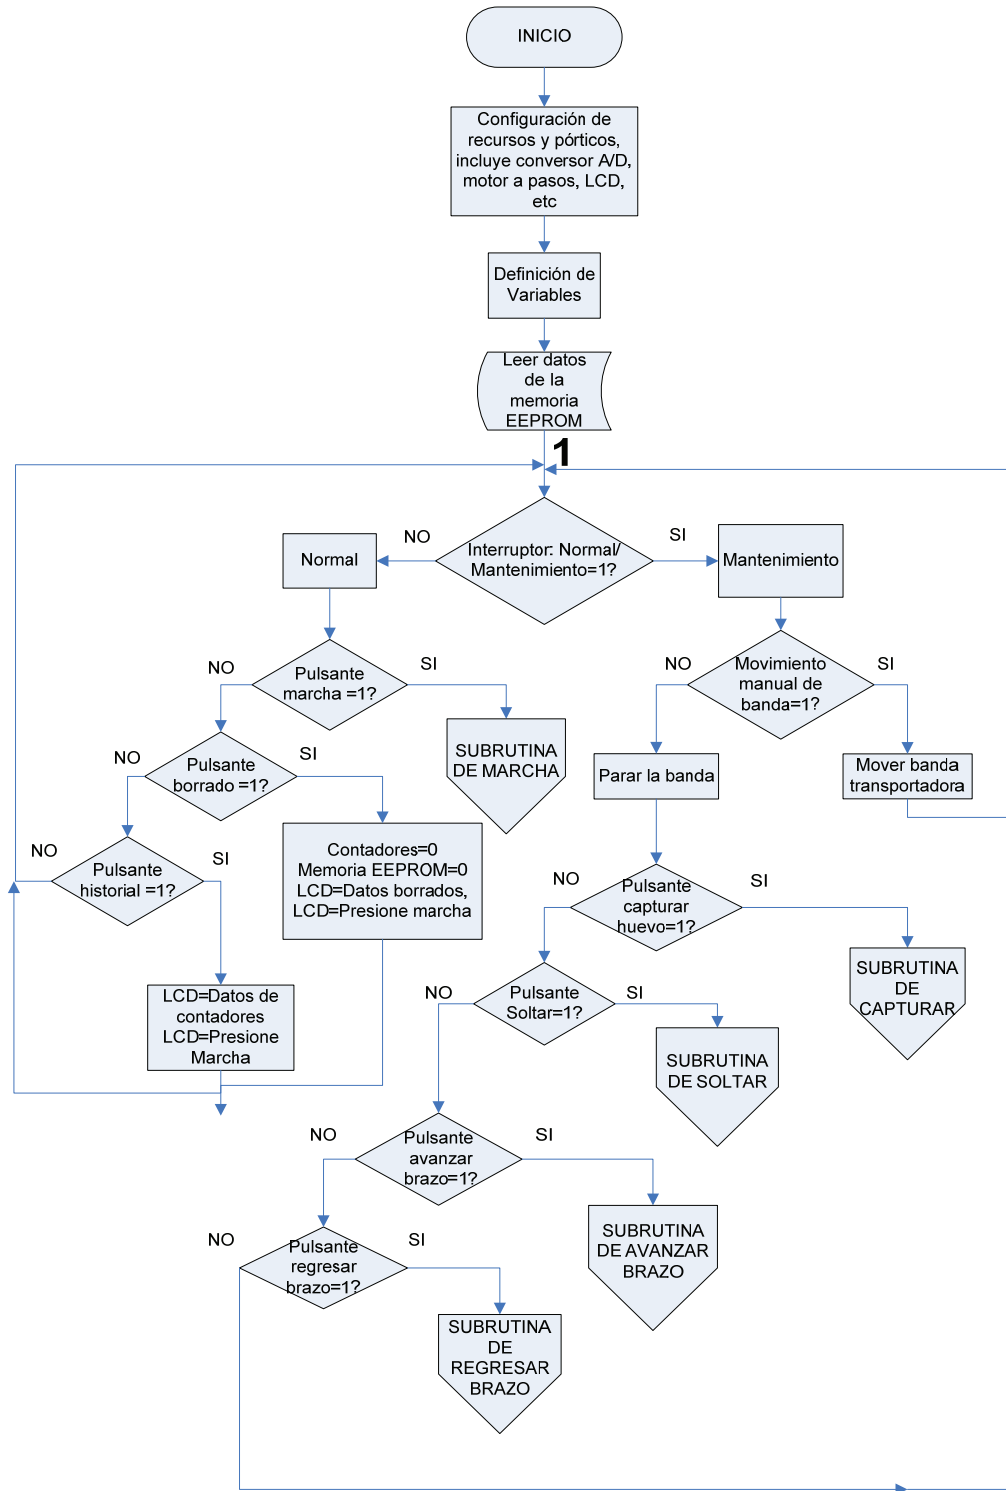 INICIO
Configuración de
recursos y pórticos,
incluye conversor A/D,
motor a pasos, LCD,
etc
Definición de
Variables
Leer datos
de la
memoria
EEPROM
1
Interruptor: Normal/
Mantenimiento=1?
NO
SI
Normal
Mantenimiento
Pulsante
marcha =1?
NO
SI
SUBRUTINA
DE MARCHA
Pulsante
borrado =1?
NO
SI
Contadores=0
Memoria EEPROM=0
LCD=Datos borrados,
LCD=Presione marcha
Pulsante
historial =1?
NO
SI
LCD=Datos de
contadores
LCD=Presione
Marcha
Movimiento
manual de
banda=1?
NO
SI
Parar la banda
Mover banda
transportadora
Pulsante
capturar
huevo=1?
NO
SI
SUBRUTINA
DE
CAPTURAR
Pulsante
Soltar=1?
NO
SI
SUBRUTINA
DE SOLTAR
Pulsante
avanzar
brazo=1?
NO
SI
SUBRUTINA
DE AVANZAR
BRAZO
Pulsante
regresar
brazo=1?
NO
SI
SUBRUTINA
DE
REGRESAR
BRAZO